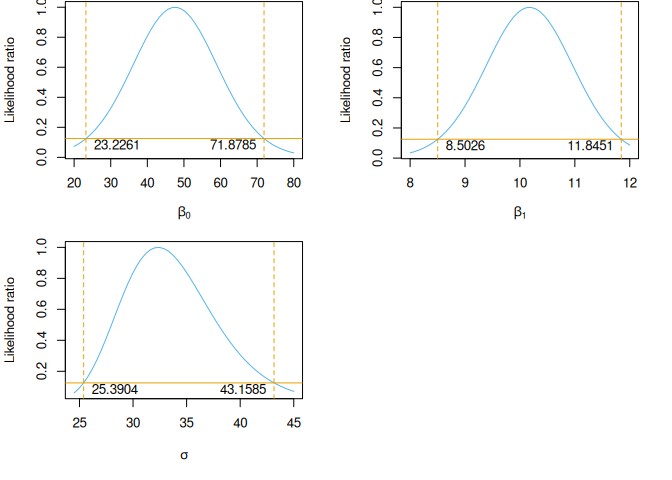 Likelihood ratio
0.0 0.2 0.4 0.6 0.8 1.0
23.2261 71.8785
20 30 40 50 60 70 80
β0
Likelihood ratio
0.0 0.2 0.4 0.6 0.8 1.0
8.5026 11.8451
8 9 10 11 12
β1
Likelihood ratio
0.2 0.4 0.6 0.8 1.0
25.3904 43.1585
25 30 35 40 45
σ